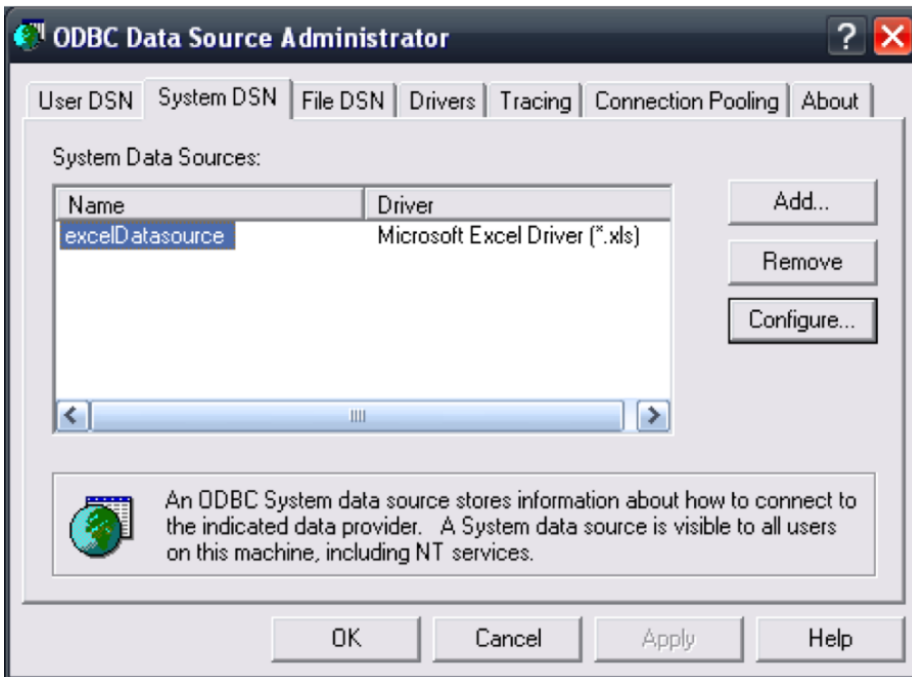 ODBC Data Source Administrator
User DSN System DSN File DSN Drivers Tracing Connection Pooling About
System Data Sources:
Name Driver
excelDatasource Microsoft Excel Driver (*.xls)
Add...
Remove
Configure...
An ODBC System data source stores information about how to connect to
the indicated data provider. A System data source is visible to all users
on this machine, including NT services.
OK Cancel Apply Help